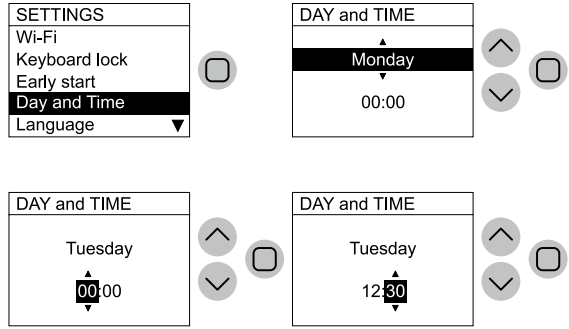 SETTINGS
Wi-Fi
Keyboard lock
Early start
Day and Time
Language
DAY and TIME
Monday
00:00
DAY and TIME
Tuesday
00:00
DAY and TIME
Tuesday
12:30